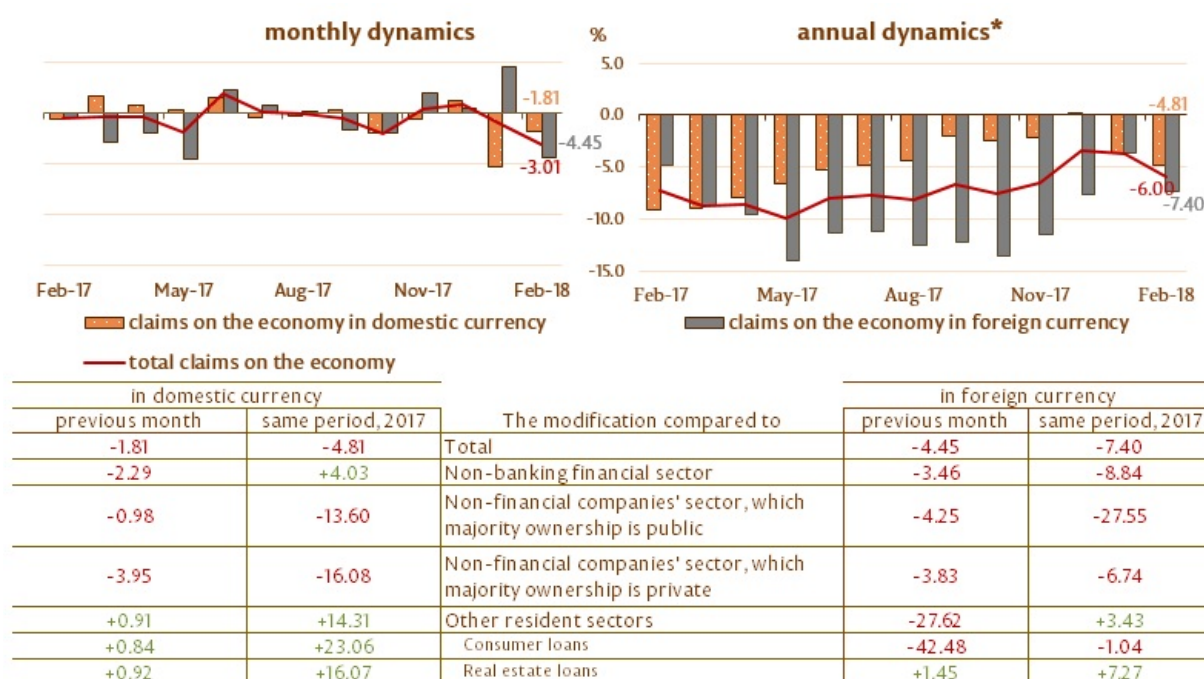 monthly dynamics
%
annual dynamics*
-1.81
-4.45
-3.01
5.0
0.0
-5.0
-10.0
-15.0
-4.81
-6.00
-7.40
Feb-17 May-17 Aug-17 Nov-17 Feb-18
Feb-17 May-17 Aug-17 Nov-17 Feb-18
claims on the economy in domestic currency
claims on the economy in foreign currency
total claims on the economy
in domestic currency
in foreign currency
previous month same period, 2017 The modification compared to previous month same period, 2017
-1.81 -4.81 Total -4.45 -7.40
-2.29 +4.03 Non-banking financial sector -3.46 -8.84
Non-financial companies' sector, which
-0.98 -13.60 majority ownership is public -4.25 -27.55
Non-financial companies' sector, which
-3.95 -16.08 majority ownership is private -3.83 -6.74
+0.91 +14.31 Other resident sectors -27.62 +3.43
+0.84 +23.06 Consumer loans -42.48 -1.04
+0.92 +16.07 Real estate loans +1.45 +7.27